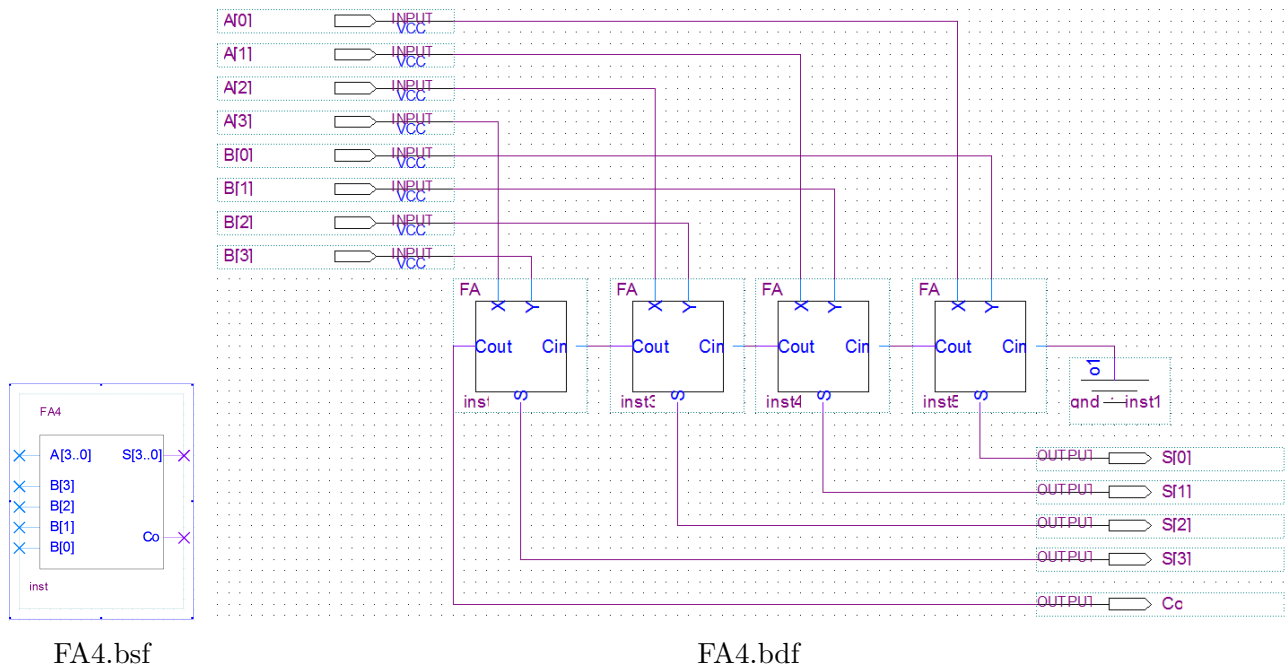 A[0] INPUT VCC
A[1] INPUT VCC
A[2] INPUT VCC
A[3] INPUT VCC
B[0] INPUT VCC
B[1] INPUT VCC
B[2] INPUT VCC
B[3] INPUT VCC
FA FA FA FA
X Y X Y X Y X Y
Cout Cin Cout Cin Cout Cin Cout Cin
o1
S S S S
inst inst3 inst4 inst5 gnd inst1
OUTPUT S[0]
OUTPUT S[1]
OUTPUT S[2]
OUTPUT S[3]
OUTPUT Co
FA4
A[3..0] S[3..0]
B[3]
B[2]
B[1]
Co
B[0]
inst
FA4.bsf FA4.bdf